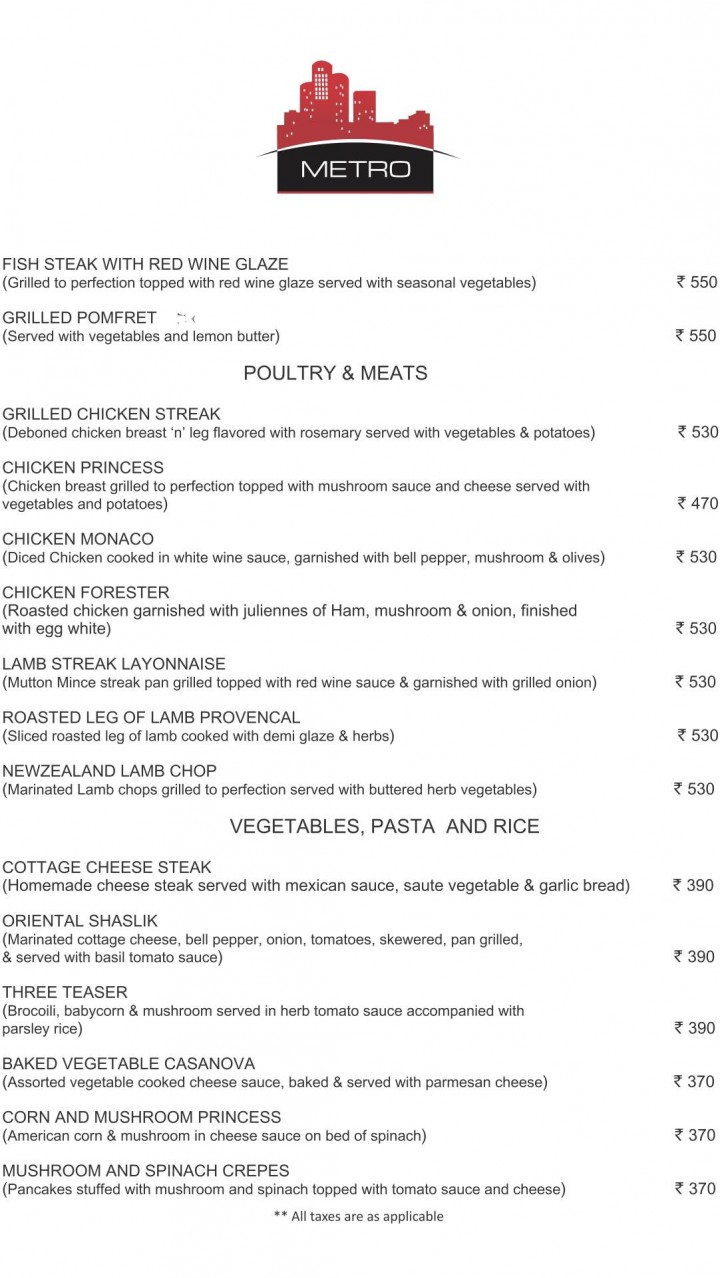 METRO
FISH STEAK WITH RED WINE GLAZE
(Grilled to perfection topped with red wine glaze served with seasonal vegetables) ₹ 550
GRILLED POMFRET
(Served with vegetables and lemon butter) ₹ 550
POULTRY & MEATS
GRILLED CHICKEN STREAK
(Deboned chicken breast ‘n’ leg flavored with rosemary served with vegetables & potatoes) ₹ 530
CHICKEN PRINCESS
(Chicken breast grilled to perfection topped with mushroom sauce and cheese served with
vegetables and potatoes) ₹ 470
CHICKEN MONACO
(Diced Chicken cooked in white wine sauce, garnished with bell pepper, mushroom & olives) ₹ 530
CHICKEN FORESTER
(Roasted chicken garnished with juliennes of Ham, mushroom & onion, finished
with egg white) ₹ 530
LAMB STREAK LAYONNAISE
(Mutton Mince streak pan grilled topped with red wine sauce & garnished with grilled onion) ₹ 530
ROASTED LEG OF LAMB PROVENCAL
(Sliced roasted leg of lamb cooked with demi glaze & herbs) ₹ 530
NEWZEALAND LAMB CHOP
(Marinated Lamb chops grilled to perfection served with buttered herb vegetables) ₹ 530
VEGETABLES, PASTA AND RICE
COTTAGE CHEESE STEAK
(Homemade cheese steak served with mexican sauce, saute vegetable & garlic bread) ₹ 390
ORIENTAL SHASLIK
(Marinated cottage cheese, bell pepper, onion, tomatoes, skewered, pan grilled,
& served with basil tomato sauce) ₹ 390
THREE TEASER
(Brocoili, babycorn & mushroom served in herb tomato sauce accompanied with
parsley rice) ₹ 390
BAKED VEGETABLE CASANOVA
(Assorted vegetable cooked cheese sauce, baked & served with parmesan cheese) ₹ 370
CORN AND MUSHROOM PRINCESS
(American corn & mushroom in cheese sauce on bed of spinach) ₹ 370
MUSHROOM AND SPINACH CREPES
(Pancakes stuffed with mushroom and spinach topped with tomato sauce and cheese) ₹ 370
** All taxes are as applicable